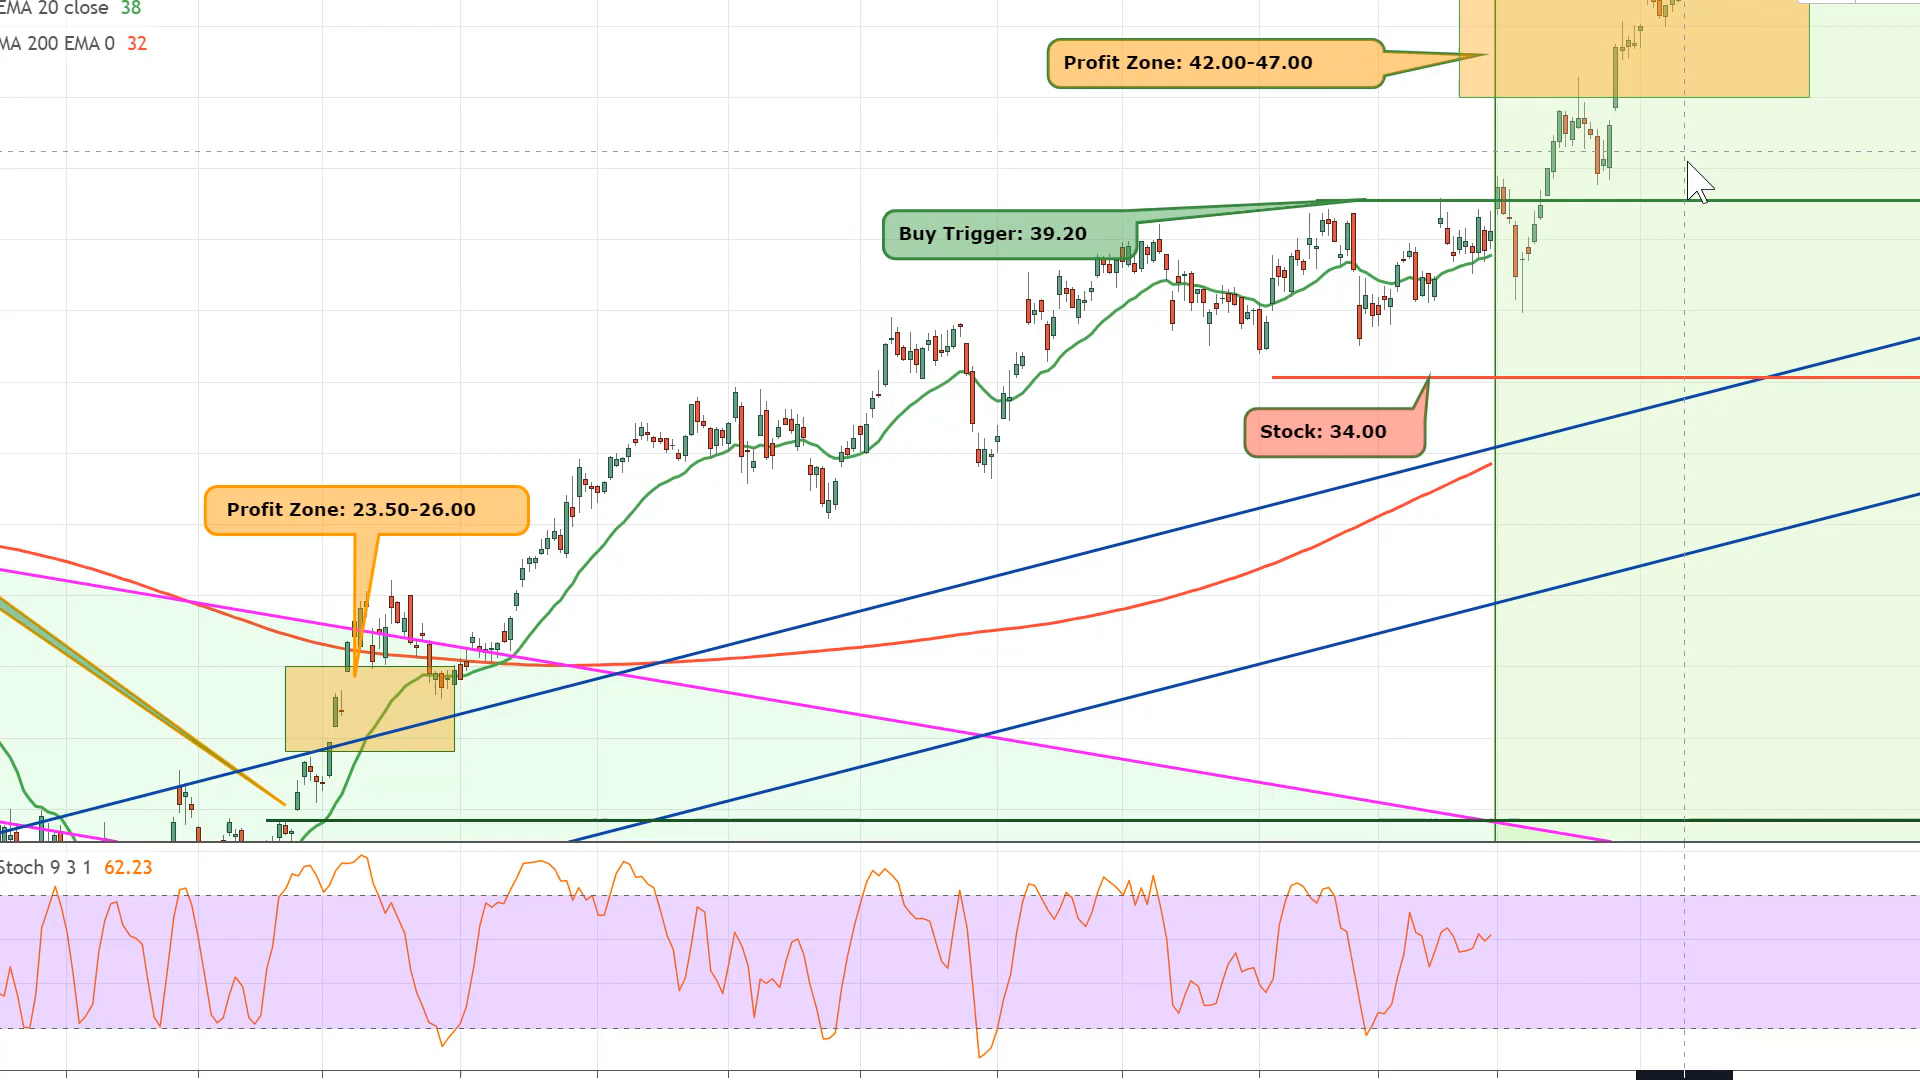 EMA 20 close 38
MA 200 EMA 0 32
Profit Zone: 42.00-47.00
Buy Trigger: 39.20
Stock: 34.00
Profit Zone: 23.50-26.00
Stoch 9 3 1 62.23